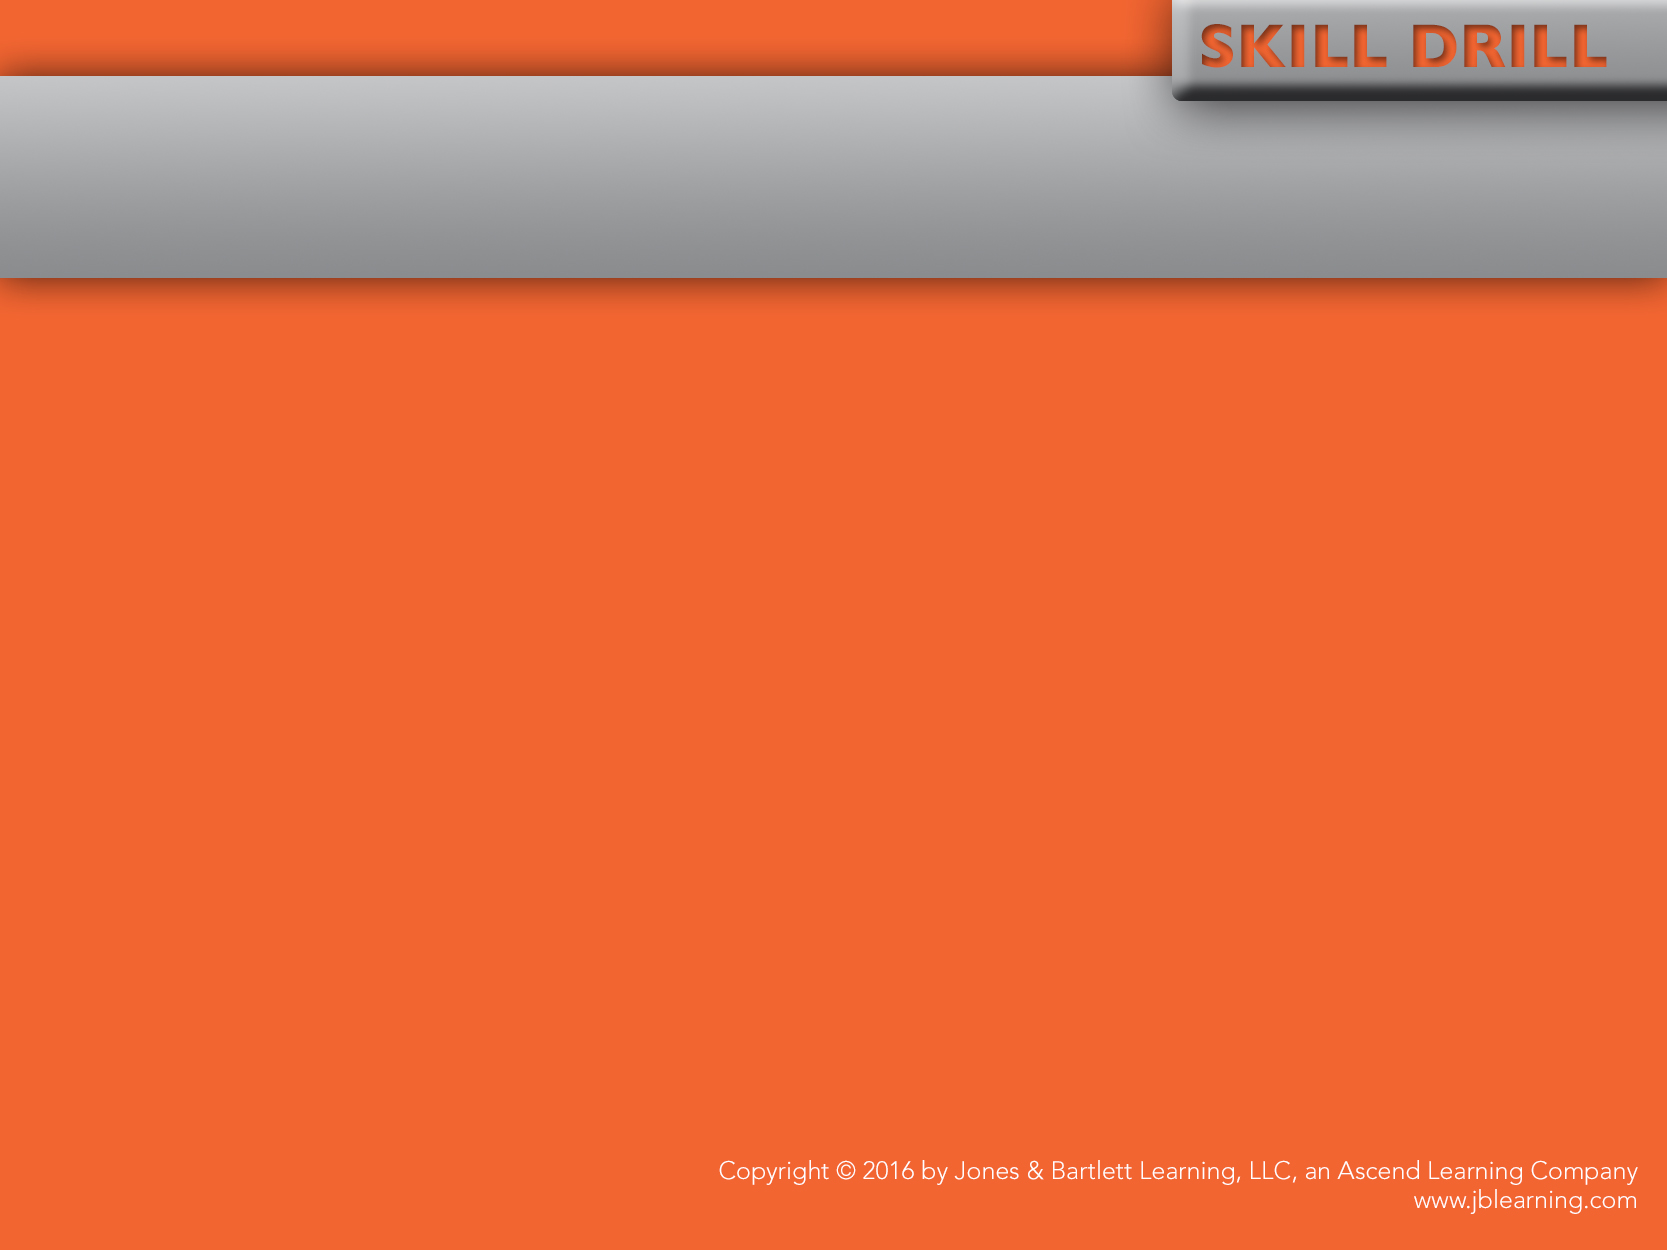 SKILL DRILL
Copyright © 2016 by Jones & Bartlett Learning, LLC, an Ascend Learning Company
www.jblearning.com